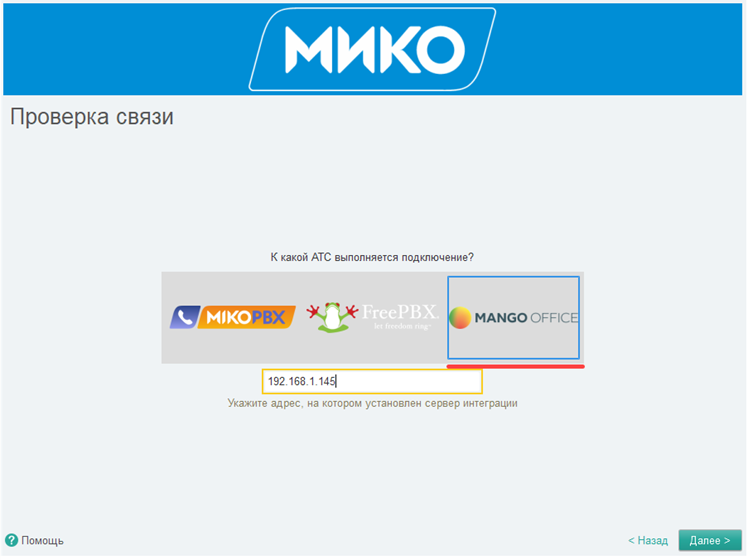 МИКО
Проверка связи
К какой АТС выполняется подключение?
MIKOPBX
FreePBX.
let freedom ring™
MANGO OFFICE
192.168.1.145
Укажите адрес, на котором установлен сервер интеграции
? Помощь
< Назад
Далее >